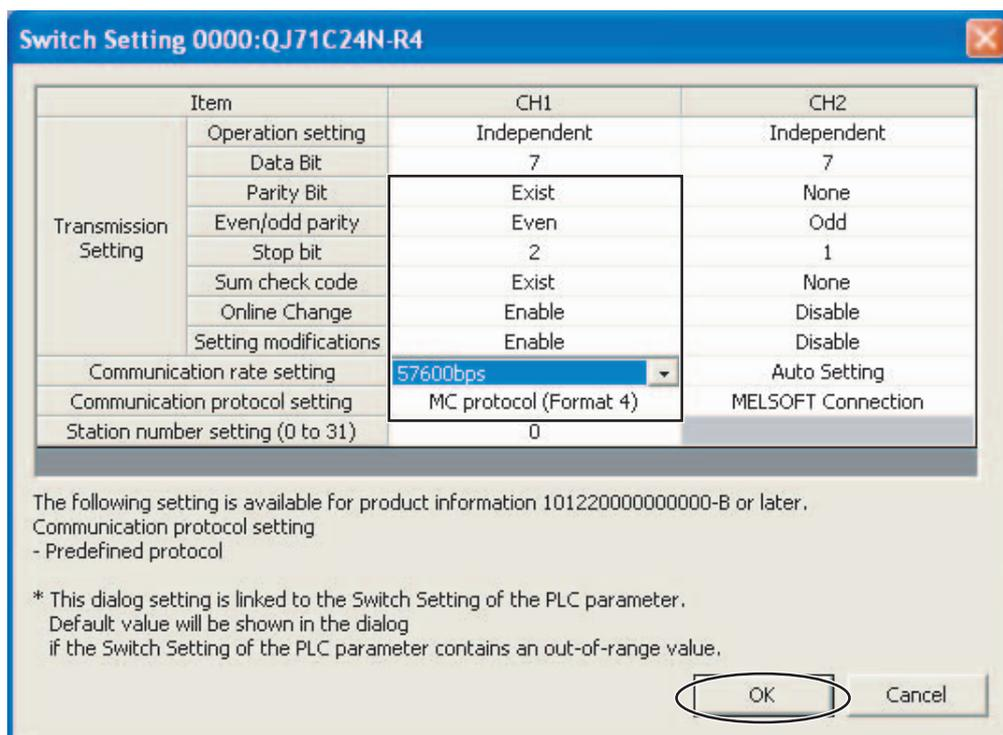 Switch Setting 0000:QJ71C24N-R4
Item CH1 CH2
Transmission Setting
Operation setting Independent Independent
Data Bit 7 7
Parity Bit Exist None
Even/odd parity Even Odd
Stop bit 2 1
Sum check code Exist None
Online Change Enable Disable
Setting modifications Enable Disable
Communication rate setting 57600bps Auto Setting
Communication protocol setting MC protocol (Format 4) MELSOFT Connection
Station number setting (0 to 31) 0
The following setting is available for product information 101220000000000-B or later.
Communication protocol setting
- Predefined protocol
* This dialog setting is linked to the Switch Setting of the PLC parameter.
Default value will be shown in the dialog
if the Switch Setting of the PLC parameter contains an out-of-range value.
OK Cancel